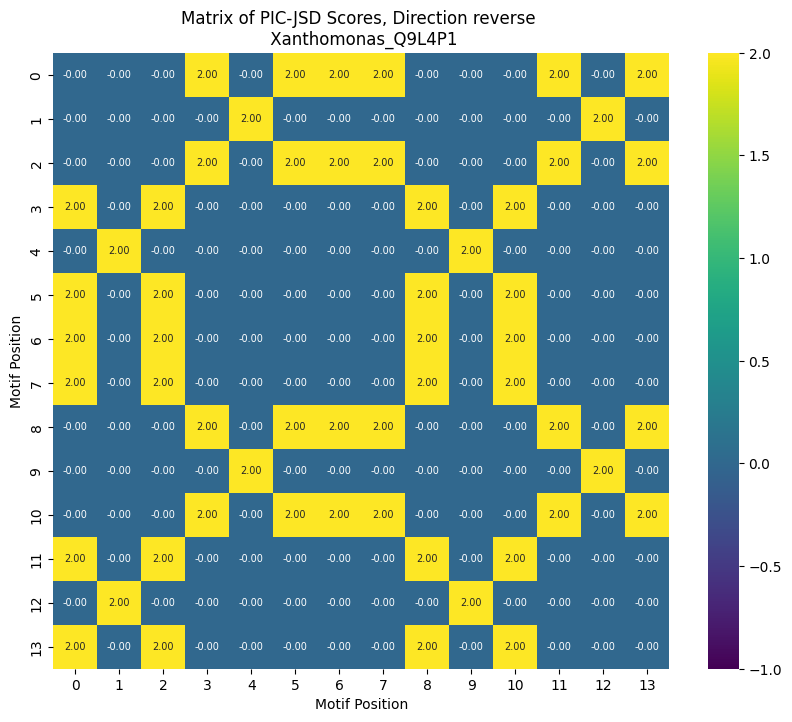 Matrix of PIC-JSD Scores, Direction reverse
Xanthomonas_Q9L4P1
0 -0.00 -0.00 -0.00 2.00 -0.00 2.00 2.00 2.00 -0.00 -0.00 -0.00 2.00 -0.00 2.00
1 -0.00 -0.00 -0.00 -0.00 2.00 -0.00 -0.00 -0.00 -0.00 -0.00 -0.00 -0.00 2.00 -0.00
2 -0.00 -0.00 -0.00 2.00 -0.00 2.00 2.00 2.00 -0.00 -0.00 -0.00 2.00 -0.00 2.00
3 2.00 -0.00 2.00 -0.00 -0.00 -0.00 -0.00 -0.00 2.00 -0.00 2.00 -0.00 -0.00 -0.00
4 -0.00 2.00 -0.00 -0.00 -0.00 -0.00 -0.00 -0.00 -0.00 2.00 -0.00 -0.00 -0.00 -0.00
5 2.00 -0.00 2.00 -0.00 -0.00 -0.00 -0.00 -0.00 2.00 -0.00 2.00 -0.00 -0.00 -0.00
6 2.00 -0.00 2.00 -0.00 -0.00 -0.00 -0.00 -0.00 2.00 -0.00 2.00 -0.00 -0.00 -0.00
7 2.00 -0.00 2.00 -0.00 -0.00 -0.00 -0.00 -0.00 2.00 -0.00 2.00 -0.00 -0.00 -0.00
8 -0.00 -0.00 -0.00 2.00 -0.00 2.00 2.00 2.00 -0.00 -0.00 -0.00 2.00 -0.00 2.00
9 -0.00 -0.00 -0.00 -0.00 2.00 -0.00 -0.00 -0.00 -0.00 -0.00 -0.00 -0.00 2.00 -0.00
10 -0.00 -0.00 -0.00 2.00 -0.00 2.00 2.00 2.00 -0.00 -0.00 -0.00 2.00 -0.00 2.00
11 2.00 -0.00 2.00 -0.00 -0.00 -0.00 -0.00 -0.00 2.00 -0.00 2.00 -0.00 -0.00 -0.00
12 -0.00 2.00 -0.00 -0.00 -0.00 -0.00 -0.00 -0.00 -0.00 2.00 -0.00 -0.00 -0.00 -0.00
13 2.00 -0.00 2.00 -0.00 -0.00 -0.00 -0.00 -0.00 2.00 -0.00 2.00 -0.00 -0.00 -0.00
0 1 2 3 4 5 6 7 8 9 10 11 12 13
Motif Position
Motif Position
2.0
1.5
1.0
0.5
0.0
−0.5
−1.0